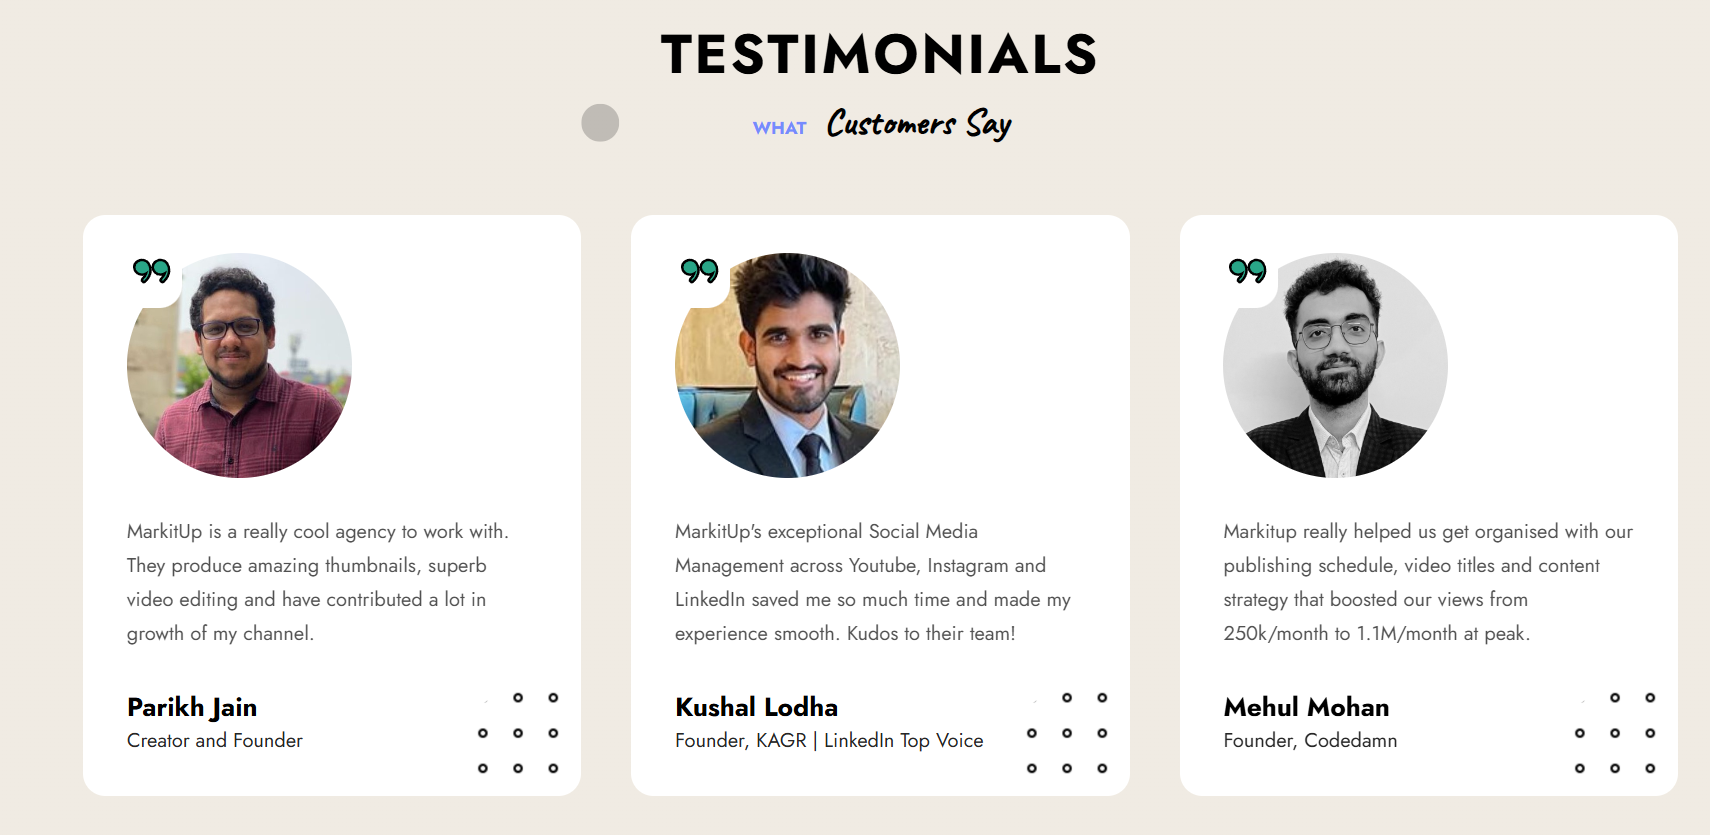 TESTIMONIALS
WHAT Customers Say
MarkitUp is a really cool agency to work with.
They produce amazing thumbnails, superb
video editing and have contributed a lot in
growth of my channel.
Parikh Jain
Creator and Founder
MarkitUp's exceptional Social Media
Management across Youtube, Instagram and
LinkedIn saved me so much time and made my
experience smooth. Kudos to their team!
Kushal Lodha
Founder, KAGR | LinkedIn Top Voice
Markitup really helped us get organised with our
publishing schedule, video titles and content
strategy that boosted our views from
250k/month to 1.1M/month at peak.
Mehul Mohan
Founder, Codedamn